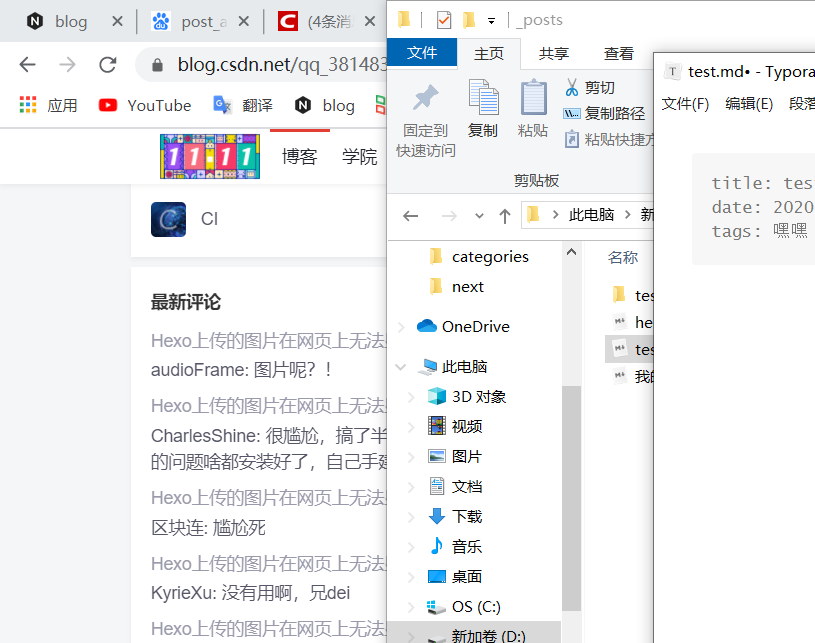 blog
post_a
(4条消
blog.csdn.net/qq_381483
应用
YouTube
翻译
blog
1111
博客
学院
CI
最新评论
Hexo上传的图片在网页上无法
audioFrame: 图片呢?！
Hexo上传的图片在网页上无法
CharlesShine: 很尴尬，搞了半
的问题啥都安装好了，自己手建
Hexo上传的图片在网页上无法
区块连: 尴尬死
Hexo上传的图片在网页上无法
KyrieXu: 没有用啊，兄dei
Hexo上传的图片在网页上无法
_posts
文件
主页
共享
查看
固定到
快速访问
复制
粘贴
剪切
复制路径
粘贴快捷方
剪贴板
此电脑
新
categories
next
OneDrive
此电脑
3D 对象
视频
图片
文档
下载
音乐
桌面
OS (C:)
新加卷 (D:)
名称
tes
he
tes
我的
test.md• - Typora
文件(F)
编辑(E)
段落
title: tes
date: 2020
tags: 嘿嘿